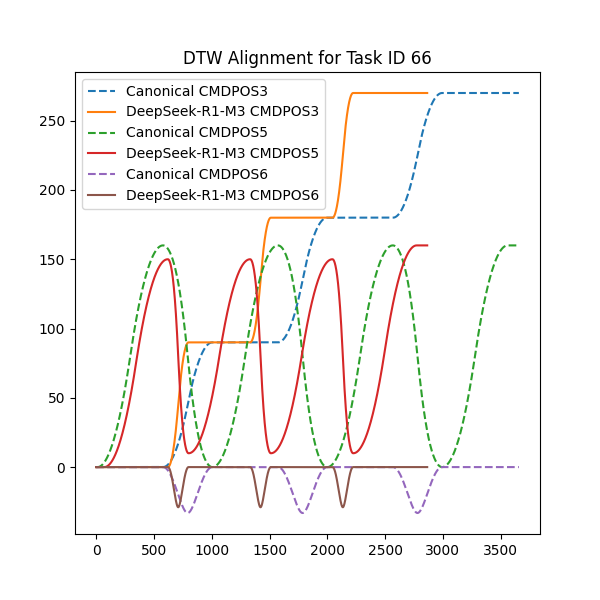 DTW Alignment for Task ID 66
Canonical CMDPOS3
DeepSeek-R1-M3 CMDPOS3
Canonical CMDPOS5
DeepSeek-R1-M3 CMDPOS5
Canonical CMDPOS6
DeepSeek-R1-M3 CMDPOS6
250
200
150
100
50
0
0 500 1000 1500 2000 2500 3000 3500